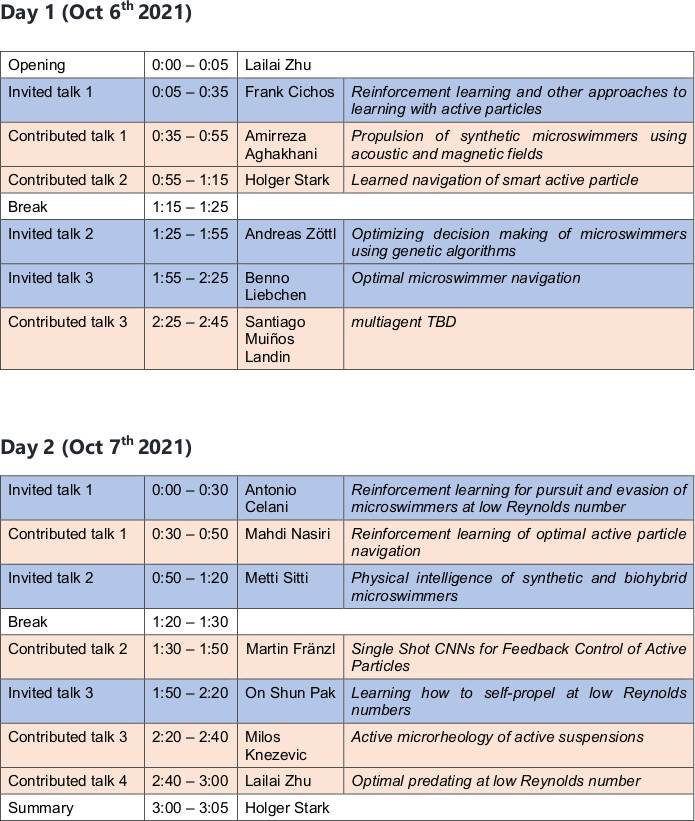 Day 1 (Oct 6th 2021)
Opening 0:00 – 0:05 Lailai Zhu
Invited talk 1 0:05 – 0:35 Frank Cichos Reinforcement learning and other approaches to
learning with active particles
Contributed talk 1 0:35 – 0:55 Amirreza Propulsion of synthetic microswimmers using
Aghakhani acoustic and magnetic fields
Contributed talk 2 0:55 – 1:15 Holger Stark Learned navigation of smart active particle
Break 1:15 – 1:25
Invited talk 2 1:25 – 1:55 Andreas Zöttl Optimizing decision making of microswimmers
using genetic algorithms
Invited talk 3 1:55 – 2:25 Benno Optimal microswimmer navigation
Liebchen
Contributed talk 3 2:25 – 2:45 Santiago multiagent TBD
Muiños
Landin
Day 2 (Oct 7th 2021)
Invited talk 1 0:00 – 0:30 Antonio Reinforcement learning for pursuit and evasion of
Celani microswimmers at low Reynolds number
Contributed talk 1 0:30 – 0:50 Mahdi Nasiri Reinforcement learning of optimal active particle
navigation
Invited talk 2 0:50 – 1:20 Metti Sitti Physical intelligence of synthetic and biohybrid
microswimmers
Break 1:20 – 1:30
Contributed talk 2 1:30 – 1:50 Martin Fränzl Single Shot CNNs for Feedback Control of Active
Particles
Invited talk 3 1:50 – 2:20 On Shun Pak Learning how to self-propel at low Reynolds
numbers
Contributed talk 3 2:20 – 2:40 Milos Active microrheology of active suspensions
Knezevic
Contributed talk 4 2:40 – 3:00 Lailai Zhu Optimal predating at low Reynolds number
Summary 3:00 – 3:05 Holger Stark